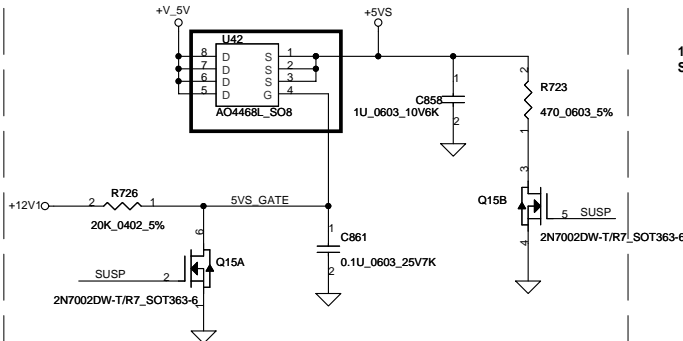 +V_5V
+5VS
U42
8 D S 1
7 D S 2
6 D S 3
5 D G 4
AO4468L_SO8
1
C858
1U_0603_10V6K
2
2
R723
470_0603_5%
1
1
S
+12V1
2 R726 1
20K_0402_5%
5VS_GATE
3
Q15B
5 SUSP
2N7002DW-T/R7_SOT363-6
4
6
Q15A
SUSP 2
2N7002DW-T/R7_SOT363-6
1
1
C861
0.1U_0603_25V7K
2